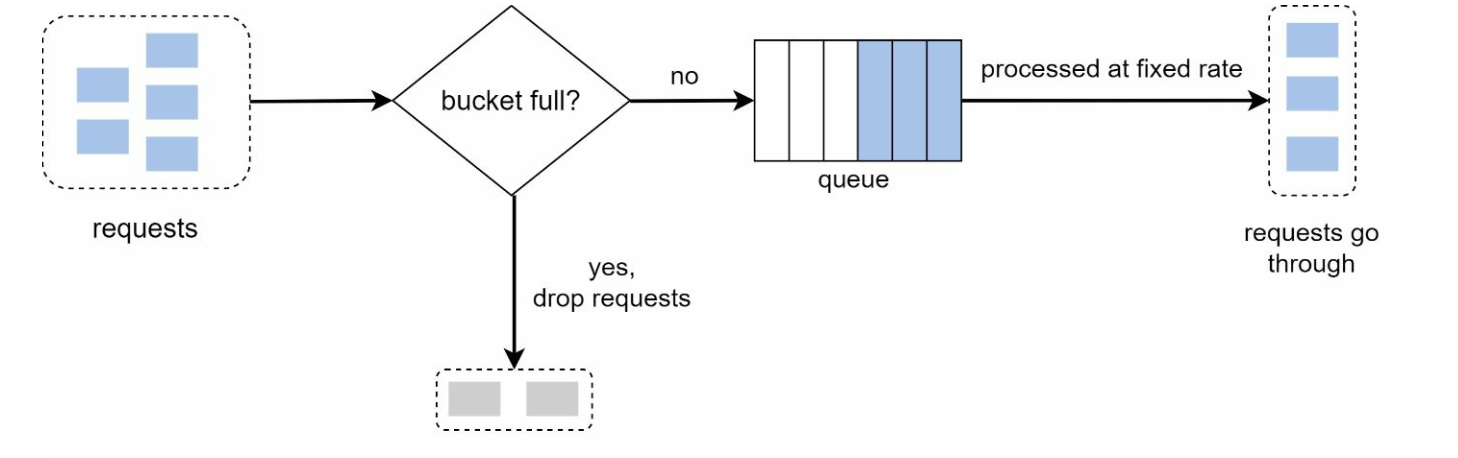 requests
bucket full?
no
yes,
drop requests
queue
processed at fixed rate
requests go
through